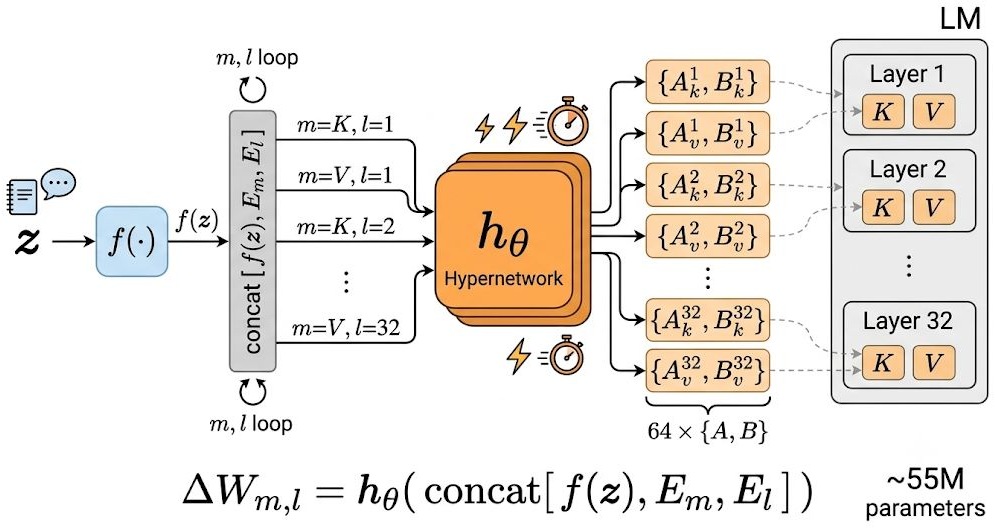 LM
m, l loop
z
f(·)
f(z)
concat [ f(z), E_m, E_l ]
m=K, l=1
m=V, l=1
m=K, l=2
⋮
m=V, l=32
m, l loop
h_θ
Hypernetwork
{A_k^1, B_k^1}
{A_v^1, B_v^1}
{A_k^2, B_k^2}
{A_v^2, B_v^2}
⋮
{A_k^32, B_k^32}
{A_v^32, B_v^32}
64 × {A, B}
Layer 1
K V
Layer 2
K V
⋮
Layer 32
K V
ΔW_{m,l} = h_θ( concat[ f(z), E_m, E_l ] )
~55M
parameters